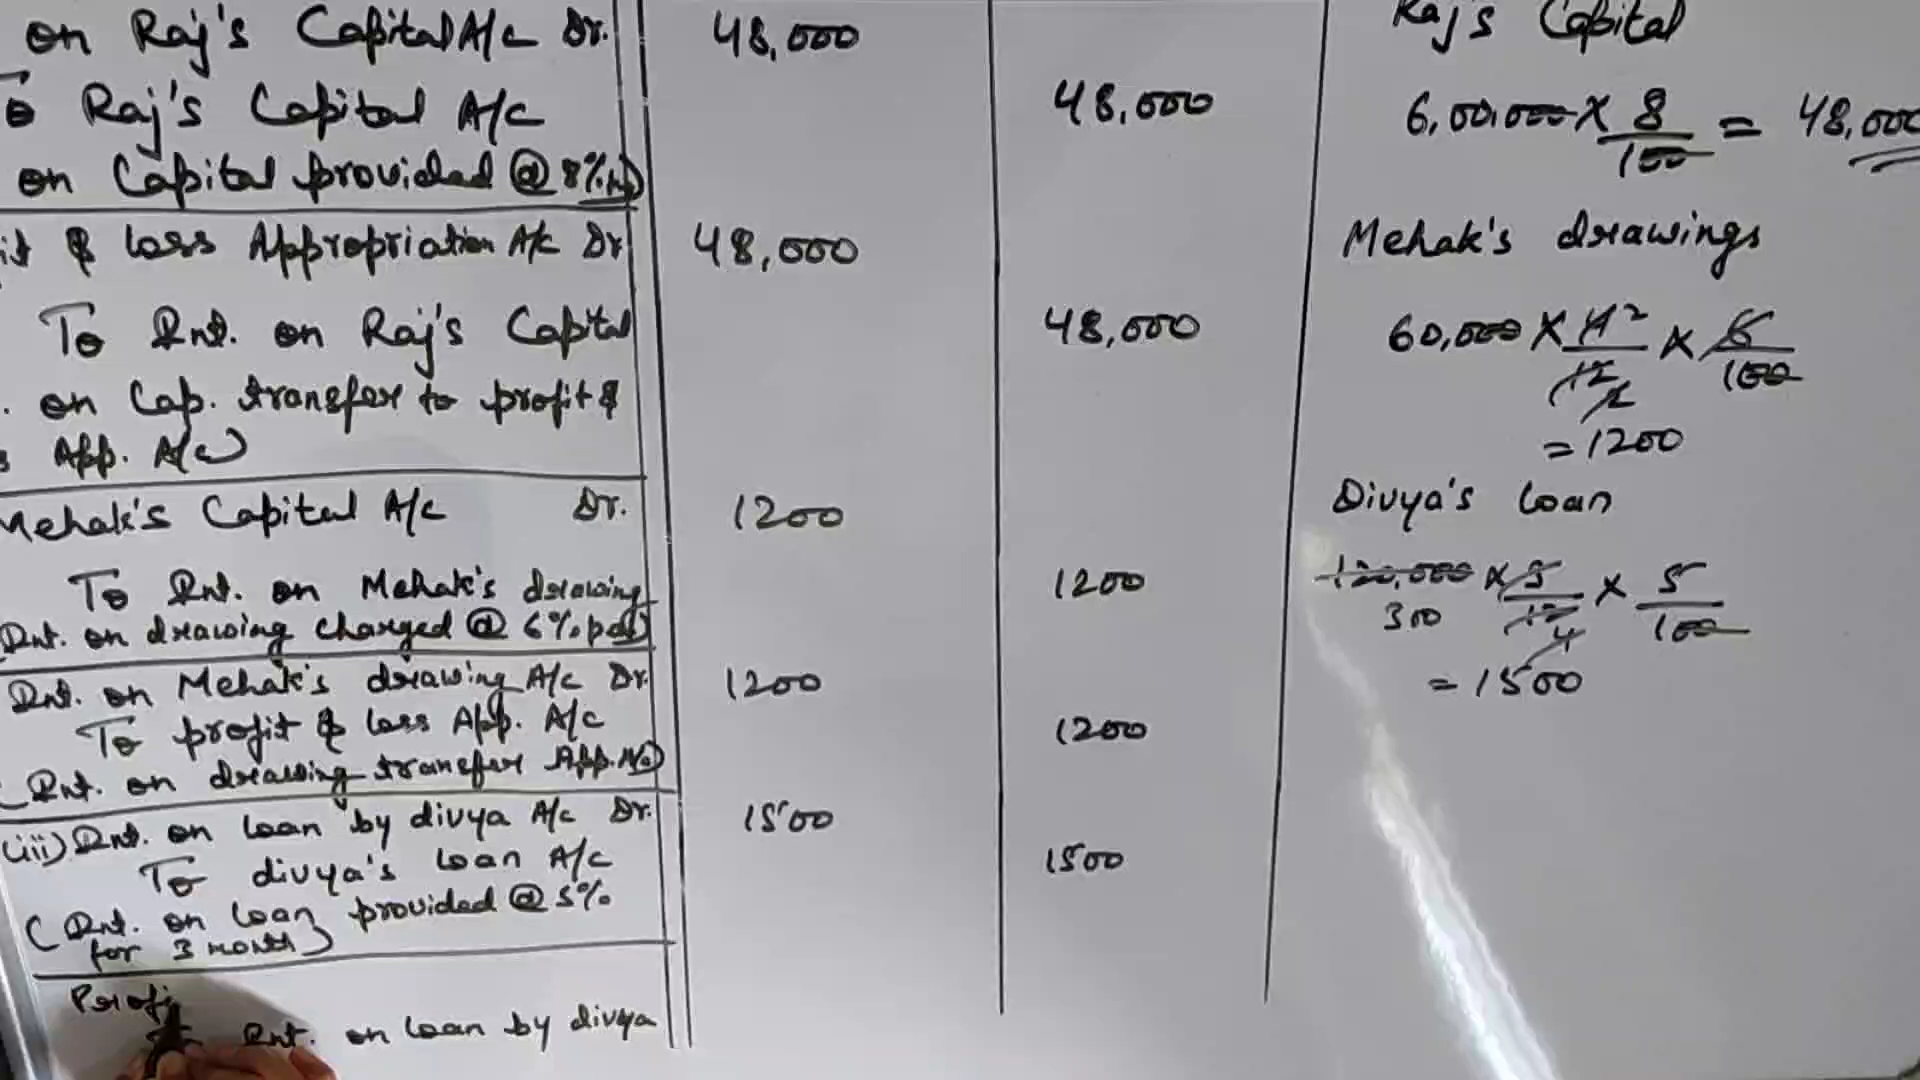 on Raj's Capital A/c Dr. 48,000
To Raj's Capital A/c 48,000
on Capital provided @ 8%
& loss Appropriation A/c Dr 48,000
To Int. on Raj's Capital 48,000
. on Cap. transfer to profit &
App. A/c)
Mehak's Capital A/c Dr. 1200
To Int. on Mehak's drawing 1200
Int. on drawing charged @ 6% p.a)
Int. on Mehak's drawing A/c Dr. 1200
To profit & loss App. A/c 1200
(Int. on drawing transfer App. A/c)
(iii) Int. on loan by divya A/c Dr. 1500
To divya's loan A/c 1500
(Int. on loan provided @ 5%
for 3 month)
Profi
Int. on loan by divya
Raj's Capital
6,00,000 X 8/100 = 48,000
Mehak's drawings
60,000 X 2
12 X 6/100
2
= 1200
Divya's loan
120,000 X 3/12 X 5/100
300 4
= 1500